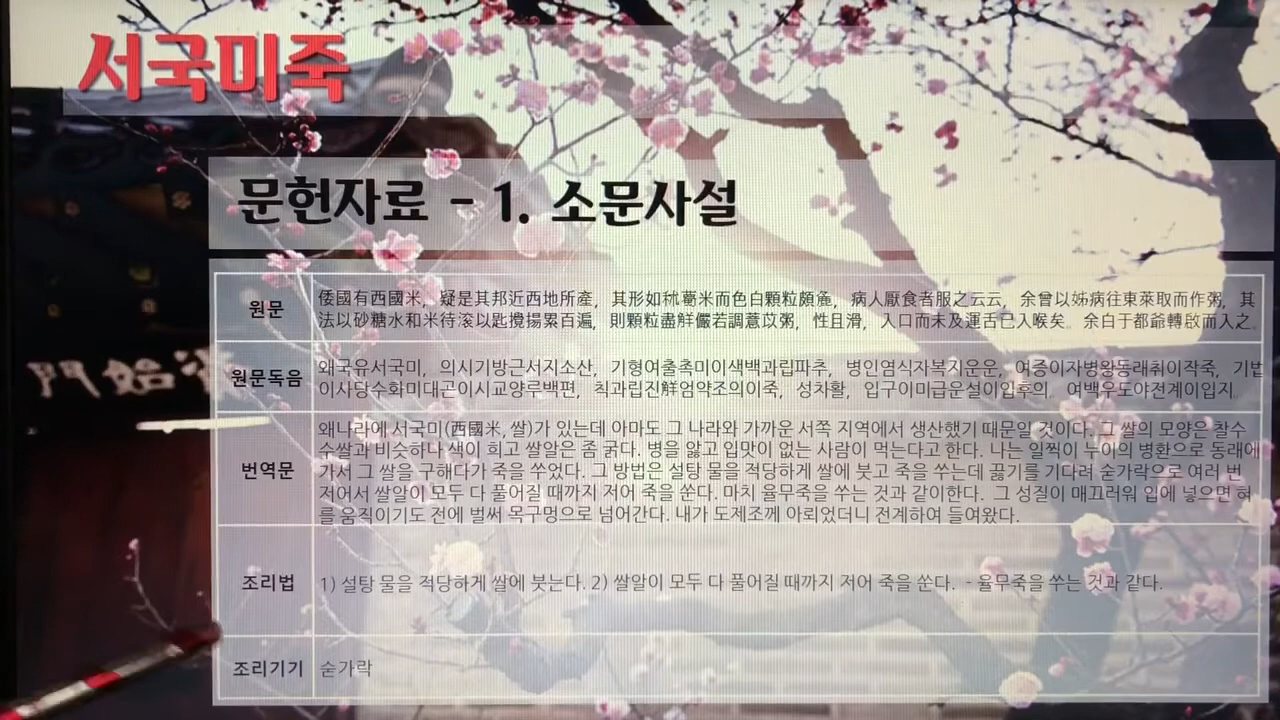 서국미죽
문헌자료 - 1. 소문사설
원문
倭國有西國米, 疑是其邦近西地所產, 其形如秫蜀米而色白顆粒頗麁, 病人厭食者服之云云, 余曾以姊病往東萊取而作粥, 其
法以砂糖水和米待滾以匙攪揚累百遍, 則顆粒盡觧儼若調薏苡粥, 性且滑, 入口而未及運舌已入喉矣. 余白于都爺轉啟而入之.
원문독음
왜국유서국미, 의시기방근서지소산, 기형여출촉미이색백과립파추, 병인염식자복지운운, 여증이자병왕동래취이작죽, 기법
이사당수화미대곤이시교양루백편, 칙과립진觧엄약조의이죽, 성차활, 입구이미급운설이입후의. 여백우도야전계이입지.
번역문
왜나라에 서국미(西國米, 쌀)가 있는데 아마도 그 나라와 가까운 서쪽 지역에서 생산했기 때문일 것이다. 그 쌀의 모양은 찰수
수쌀과 비슷하나 색이 희고 쌀알은 좀 굵다. 병을 앓고 입맛이 없는 사람이 먹는다고 한다. 나는 일찍이 누이의 병환으로 동래에
가서 그 쌀을 구해다가 죽을 쑤었다. 그 방법은 설탕 물을 적당하게 쌀에 붓고 죽을 쑤는데 끓기를 기다려 숟가락으로 여러 번
저어서 쌀알이 모두 다 풀어질 때까지 저어 죽을 쑨다. 마치 율무죽을 쑤는 것과 같이한다. 그 성질이 매끄러워 입에 넣으면 혀
를 움직이기도 전에 벌써 목구멍으로 넘어간다. 내가 도제조께 아뢰었더니 전계하여 들여왔다.
조리법
1) 설탕 물을 적당하게 쌀에 붓는다. 2) 쌀알이 모두 다 풀어질 때까지 저어 죽을 쑨다. - 율무죽을 쑤는 것과 같다.
조리기기
숟가락
門始